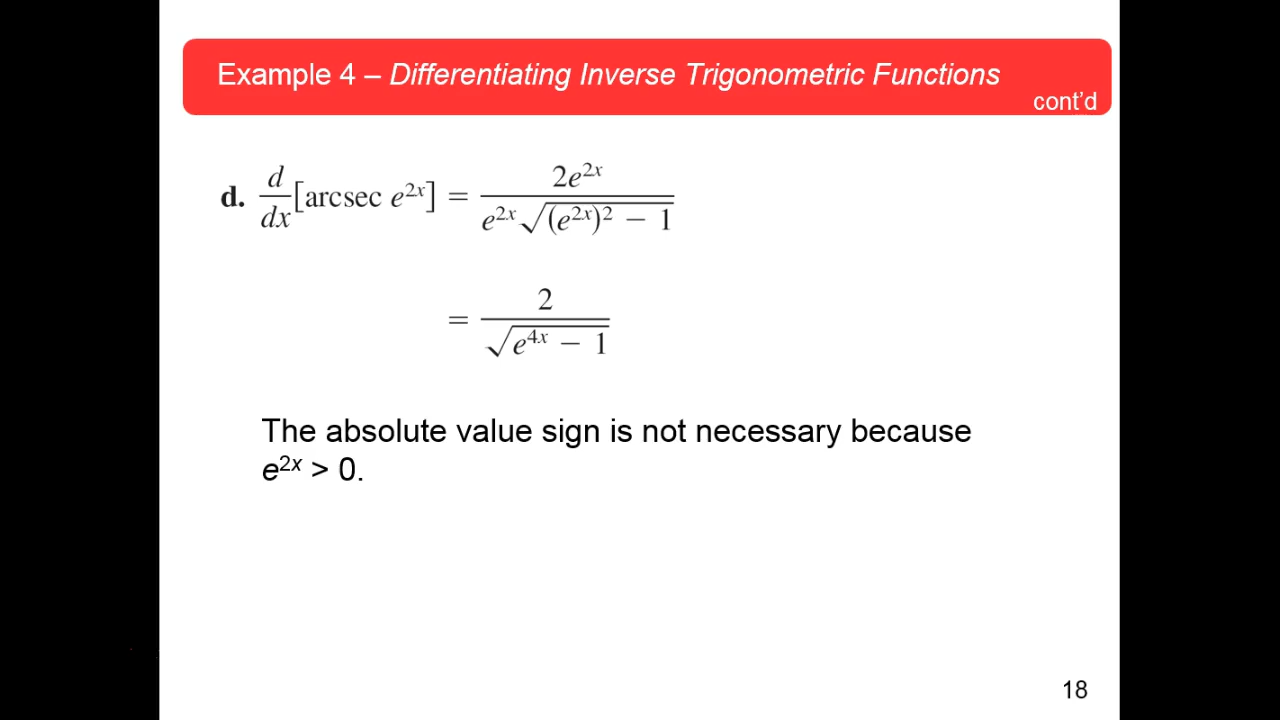 Example 4 – Differentiating Inverse Trigonometric Functions
cont’d
d. d/dx [arcsec e^{2x}] = 2e^{2x} / (e^{2x}√((e^{2x})^2 − 1))
= 2 / √(e^{4x} − 1)
The absolute value sign is not necessary because
e^{2x} > 0.
18